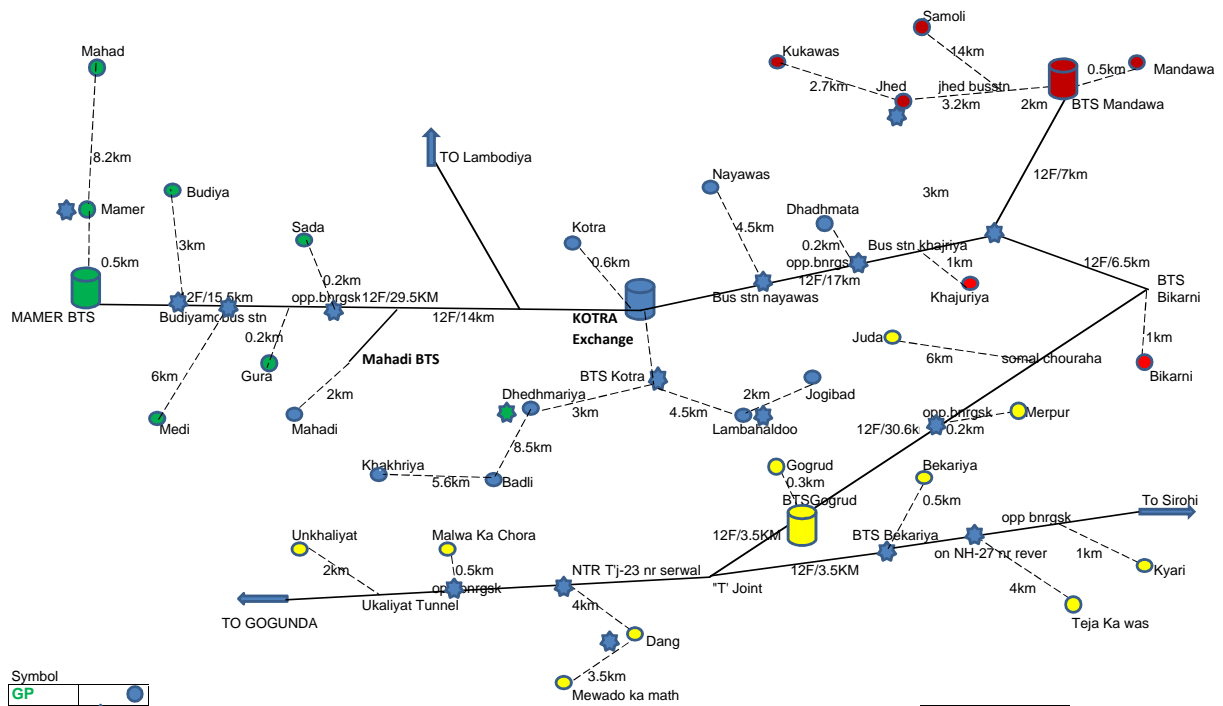 Samoli
Mahad
Kukawas
14km
0.5km
Mandawa
2.7km
Jhed
jhed busstn
3.2km
2km
BTS Mandawa
8.2km
TO Lambodiya
12F/7km
Nayawas
Budiya
3km
Mamer
Dhadhmata
Sada
Kotra
4.5km
3km
0.2km
Bus stn khajriya
0.6km
opp.bnrgsk
1km
12F/6.5km
0.5km
0.2km
12F/17km
BTS
Bikarni
Khajuriya
12F/15.5km
opp.bnrgsk
12F/29.5KM
Bus stn nayawas
MAMER BTS
bus stn
12F/14km
KOTRA
Exchange
0.2km
Juda
1km
6km
somal chouraha
Mahadi BTS
Gura
BTS Kotra
Bikarni
6km
2km
Jogibad
2km
Dhedhmariya
3km
4.5km
opp.bnrgsk
Merpur
Medi
Mahadi
Lambahaldoo
12F/30.6k
0.2km
8.5km
Khakhriya
Gogrud
Bekariya
5.6km
Badli
0.3km
BTSGogrud
0.5km
To Sirohi
opp bnrgsk
Unkhaliyat
Malwa Ka Chora
12F/3.5KM
BTS Bekariya
on NH-27 nr rever
1km
2km
0.5km
NTR T'j-23 nr serwal
12F/3.5KM
Kyari
opp.bnrgsk
"T' Joint
4km
Ukaliyat Tunnel
4km
TO GOGUNDA
Teja Ka was
Dang
3.5km
Symbol
Mewado ka math
GP